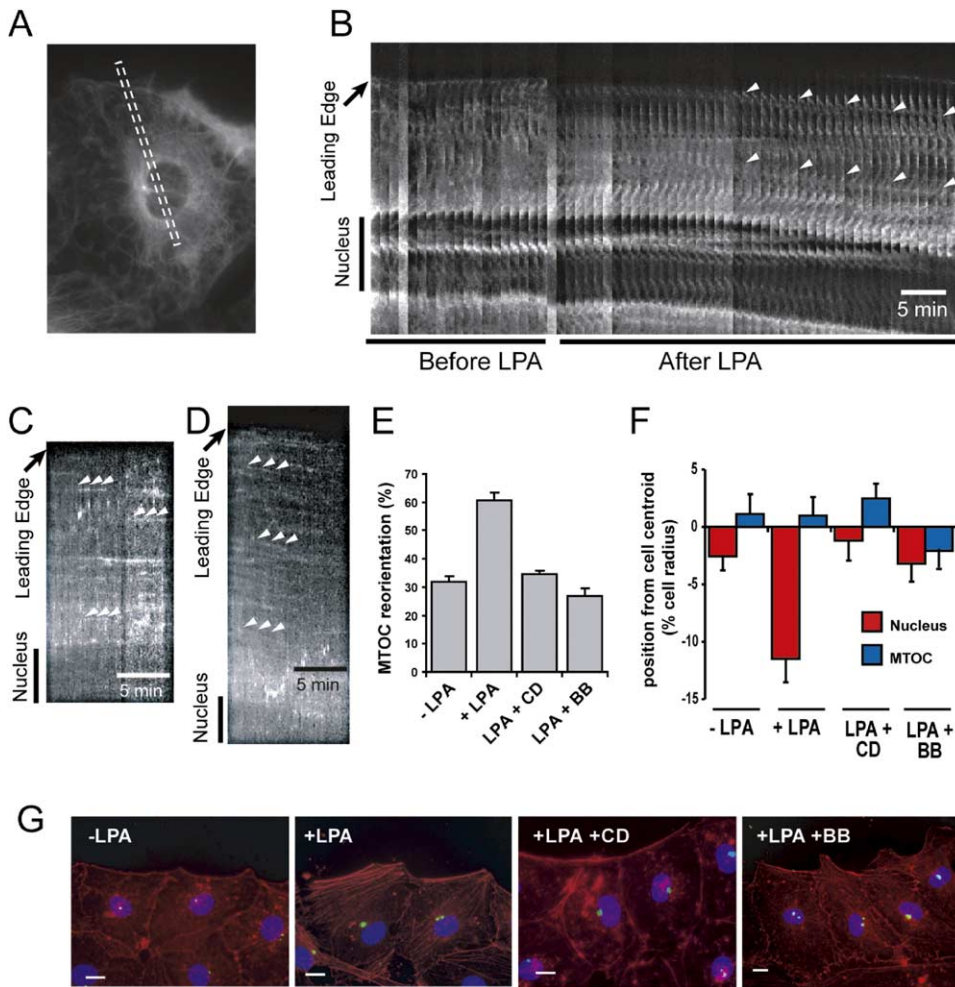 A
B
Leading Edge
Nucleus
5 min
Before LPA
After LPA
C
Leading Edge
Nucleus
5 min
D
Leading Edge
Nucleus
5 min
E
MTOC reorientation (%)
70
60
50
40
30
20
10
0
- LPA
+ LPA
LPA + CD
LPA + BB
F
position from cell centroid
(% cell radius)
5
0
-5
-10
-15
Nucleus
MTOC
- LPA
+ LPA
LPA +
CD
LPA +
BB
G
-LPA
+LPA
+LPA +CD
+LPA +BB